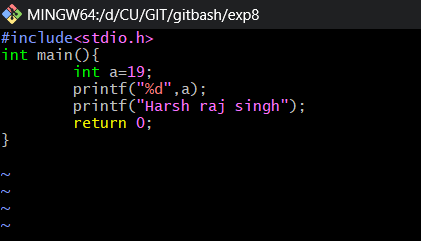 MINGW64:/d/CU/GIT/gitbash/exp8
#include<stdio.h>
int main(){
        int a=19;
        printf("%d",a);
        printf("Harsh raj singh");
        return 0;
}
~
~
~
~